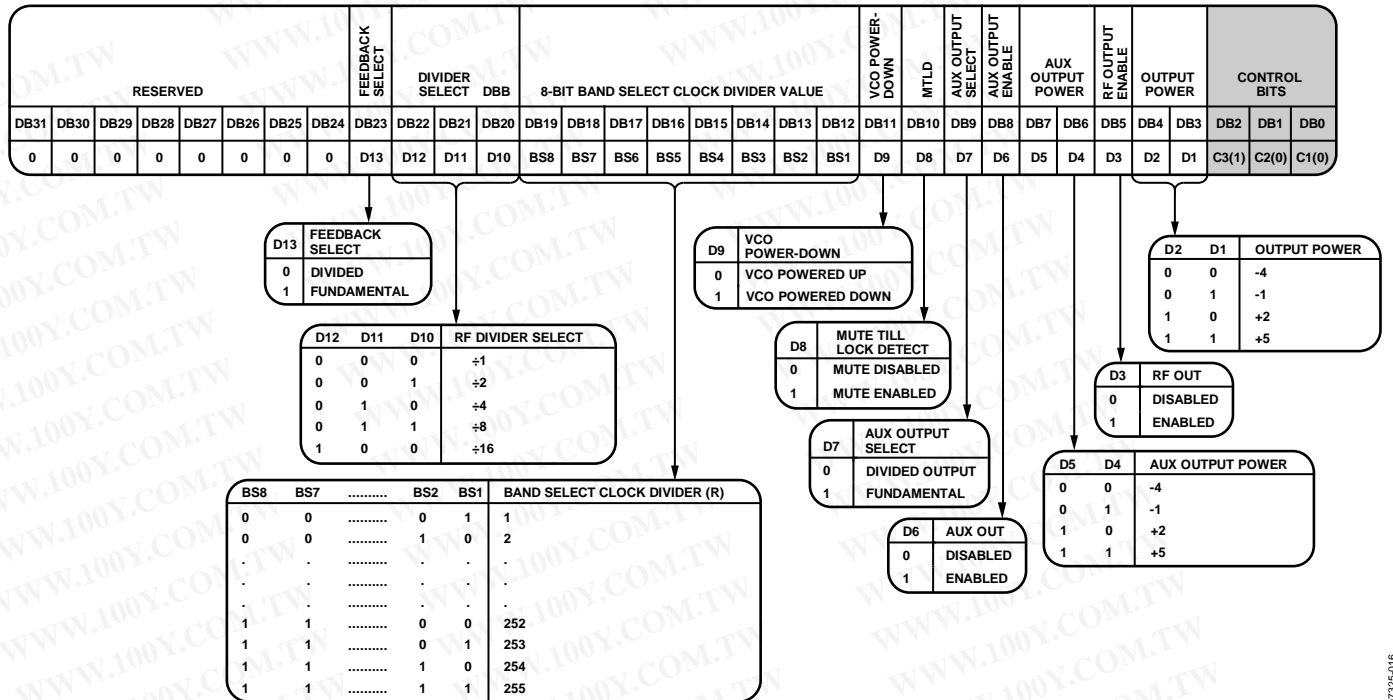 RESERVED
FEEDBACK SELECT
DIVIDER SELECT DBB
8-BIT BAND SELECT CLOCK DIVIDER VALUE
VCO POWER-DOWN
MTLD
AUX OUTPUT SELECT
AUX OUTPUT ENABLE
AUX OUTPUT POWER
RF OUTPUT ENABLE
OUTPUT POWER
CONTROL BITS
DB31 DB30 DB29 DB28 DB27 DB26 DB25 DB24 DB23 DB22 DB21 DB20 DB19 DB18 DB17 DB16 DB15 DB14 DB13 DB12 DB11 DB10 DB9 DB8 DB7 DB6 DB5 DB4 DB3 DB2 DB1 DB0
0 0 0 0 0 0 0 0 D13 D12 D11 D10 BS8 BS7 BS6 BS5 BS4 BS3 BS2 BS1 D9 D8 D7 D6 D5 D4 D3 D2 D1 C3(1) C2(0) C1(0)
D13 FEEDBACK SELECT
0 DIVIDED
1 FUNDAMENTAL
D12 D11 D10 RF DIVIDER SELECT
0 0 0 ÷1
0 0 1 ÷2
0 1 0 ÷4
0 1 1 ÷8
1 0 0 ÷16
BS8 BS7 .......... BS2 BS1 BAND SELECT CLOCK DIVIDER (R)
0 0 .......... 0 1 1
0 0 .......... 1 0 2
. . .......... . . .
. . .......... . . .
. . .......... . . .
1 1 .......... 0 0 252
1 1 .......... 0 1 253
1 1 .......... 1 0 254
1 1 .......... 1 1 255
D9 VCO POWER-DOWN
0 VCO POWERED UP
1 VCO POWERED DOWN
D8 MUTE TILL LOCK DETECT
0 MUTE DISABLED
1 MUTE ENABLED
D7 AUX OUTPUT SELECT
0 DIVIDED OUTPUT
1 FUNDAMENTAL
D6 AUX OUT
0 DISABLED
1 ENABLED
D5 D4 AUX OUTPUT POWER
0 0 -4
0 1 -1
1 0 +2
1 1 +5
D3 RF OUT
0 DISABLED
1 ENABLED
D2 D1 OUTPUT POWER
0 0 -4
0 1 -1
1 0 +2
1 1 +5
WWW.100Y.COM.TW